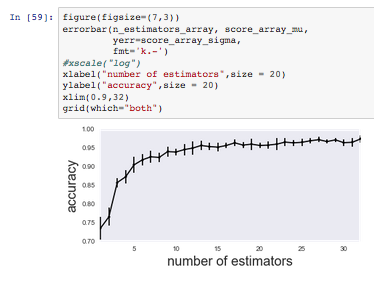 In [59]: figure(figsize=(7,3))
errorbar(n_estimators_array, score_array_mu,
yerr=score_array_sigma,
fmt='k.-')
#xscale("log")
xlabel("number of estimators",size = 20)
ylabel("accuracy",size = 20)
xlim(0.9,32)
grid(which="both")
1.00
0.95
0.90
0.85
0.80
0.75
0.70
accuracy
5 10 15 20 25 30
number of estimators